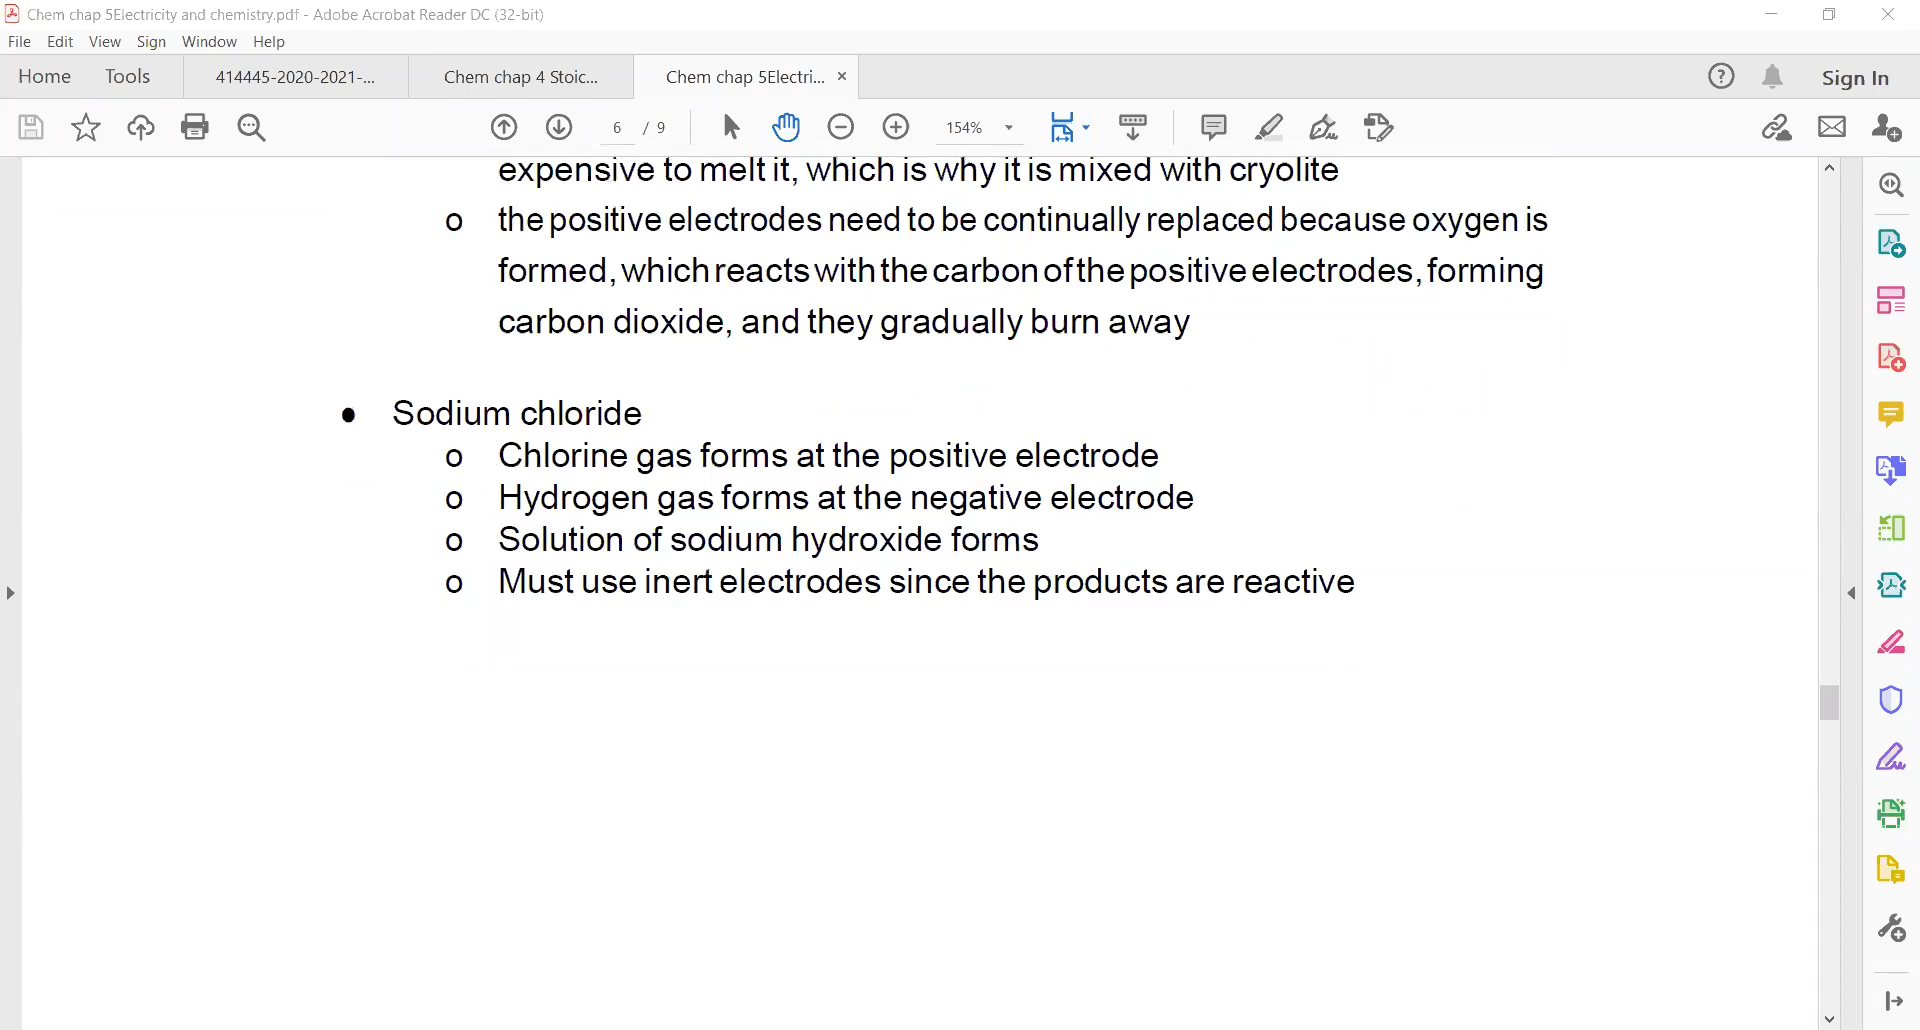 Chem chap 5Electricity and chemistry.pdf - Adobe Acrobat Reader DC (32-bit)
File Edit View Sign Window Help
Home Tools 414445-2020-2021-... Chem chap 4 Stoic... Chem chap 5Electri... × Sign In
6 / 9 154%
expensive to melt it, which is why it is mixed with cryolite
o the positive electrodes need to be continually replaced because oxygen is
formed, which reacts with the carbon of the positive electrodes, forming
carbon dioxide, and they gradually burn away
● Sodium chloride
o Chlorine gas forms at the positive electrode
o Hydrogen gas forms at the negative electrode
o Solution of sodium hydroxide forms
o Must use inert electrodes since the products are reactive